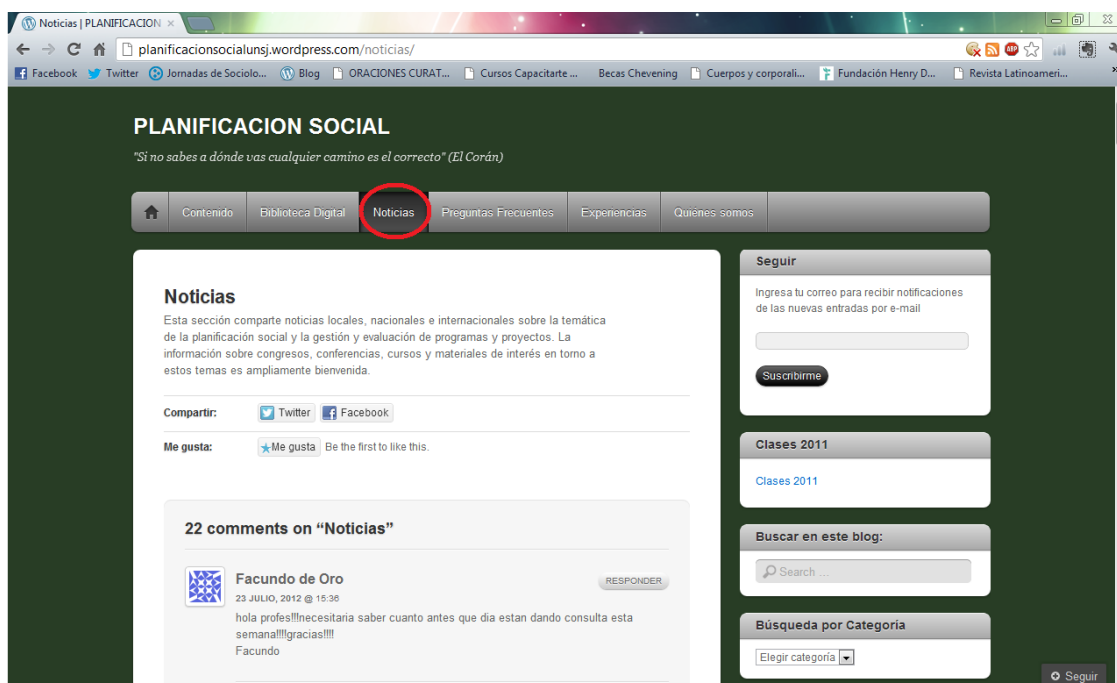 Noticias | PLANIFICACION
planificacionsocialunsj.wordpress.com/noticias/
Facebook Twitter Jornadas de Sociolo... Blog ORACIONES CURAT... Cursos Capacitarte ... Becas Chevening Cuerpos y corporali... Fundación Henry D... Revista Latinoameri... »
PLANIFICACION SOCIAL
"Si no sabes a dónde vas cualquier camino es el correcto" (El Corán)
Contenido Biblioteca Digital Noticias Preguntas Frecuentes Experiencias Quiénes somos
Noticias
Esta sección comparte noticias locales, nacionales e internacionales sobre la temática
de la planificación social y la gestión y evaluación de programas y proyectos. La
información sobre congresos, conferencias, cursos y materiales de interés en torno a
estos temas es ampliamente bienvenida.
Compartir: Twitter Facebook
Me gusta: Me gusta Be the first to like this.
22 comments on “Noticias”
Facundo de Oro
RESPONDER
23 JULIO, 2012 @ 15:36
hola profes!!!necesitaria saber cuanto antes que dia estan dando consulta esta
semana!!!!gracias!!!!
Facundo
Seguir
Ingresa tu correo para recibir notificaciones
de las nuevas entradas por e-mail
Suscribirme
Clases 2011
Clases 2011
Buscar en este blog:
Search ...
Búsqueda por Categoría
Elegir categoría
Seguir